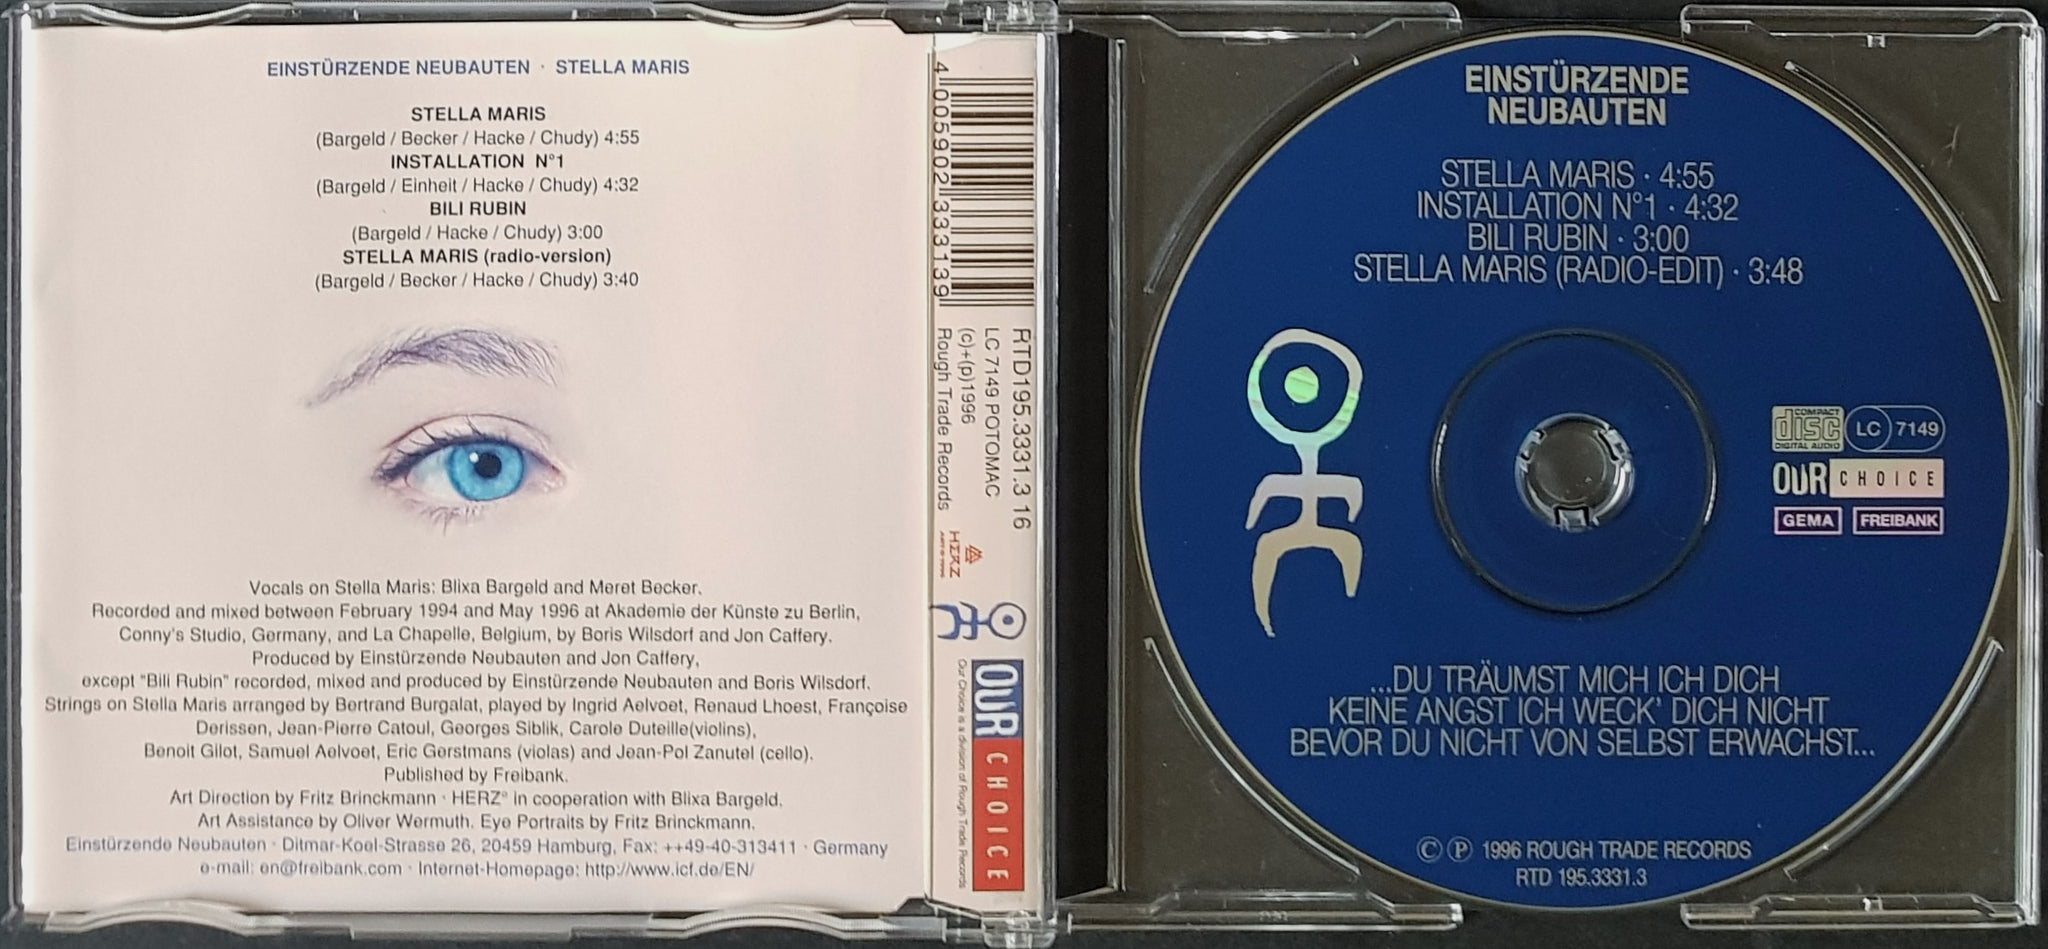 EINSTÜRZENDE NEUBAUTEN · STELLA MARIS
STELLA MARIS
(Bargeld / Becker / Hacke / Chudy) 4:55
INSTALLATION N°1
(Bargeld / Einheit / Hacke / Chudy) 4:32
BILI RUBIN
(Bargeld / Hacke / Chudy) 3:00
STELLA MARIS (radio-version)
(Bargeld / Becker / Hacke / Chudy) 3:40
Vocals on Stella Maris: Blixa Bargeld and Meret Becker.
Recorded and mixed between February 1994 and May 1996 at Akademie der Künste zu Berlin,
Conny's Studio, Germany, and La Chapelle, Belgium, by Boris Wilsdorf and Jon Caffery.
Produced by Einstürzende Neubauten and Jon Caffery,
except "Bili Rubin" recorded, mixed and produced by Einstürzende Neubauten and Boris Wilsdorf.
Strings on Stella Maris arranged by Bertrand Burgalat, played by Ingrid Aelvoet, Renaud Lhoest, Françoise
Derissen, Jean-Pierre Catoul, Georges Siblik, Carole Duteille(violins),
Benoit Gilot, Samuel Aelvoet, Eric Gerstmans (violas) and Jean-Pol Zanutel (cello).
Published by Freibank.
Art Direction by Fritz Brinckmann · HERZ° in cooperation with Blixa Bargeld.
Art Assistance by Oliver Wermuth. Eye Portraits by Fritz Brinckmann.
Einstürzende Neubauten · Ditmar-Koel-Strasse 26, 20459 Hamburg, Fax: ++49-40-313411 · Germany
e-mail: en@freibank.com · Internet-Homepage: http://www.icf.de/EN/
4 005902 333139
RTD195.3331.3 16
LC 7149 POTOMAC
(c)+(p)1996
Rough Trade Records
HERZ
OUR CHOICE
Our Choice is a division of Rough Trade Records
EINSTÜRZENDE
NEUBAUTEN
STELLA MARIS · 4:55
INSTALLATION N°1 · 4:32
BILI RUBIN · 3:00
STELLA MARIS (RADIO-EDIT) · 3:48
COMPACT
disc
DIGITAL AUDIO
LC 7149
OUR CHOICE
GEMA FREIBANK
...DU TRÄUMST MICH ICH DICH
KEINE ANGST ICH WECK' DICH NICHT
BEVOR DU NICHT VON SELBST ERWACHST...
© ℗ 1996 ROUGH TRADE RECORDS
RTD 195.3331.3